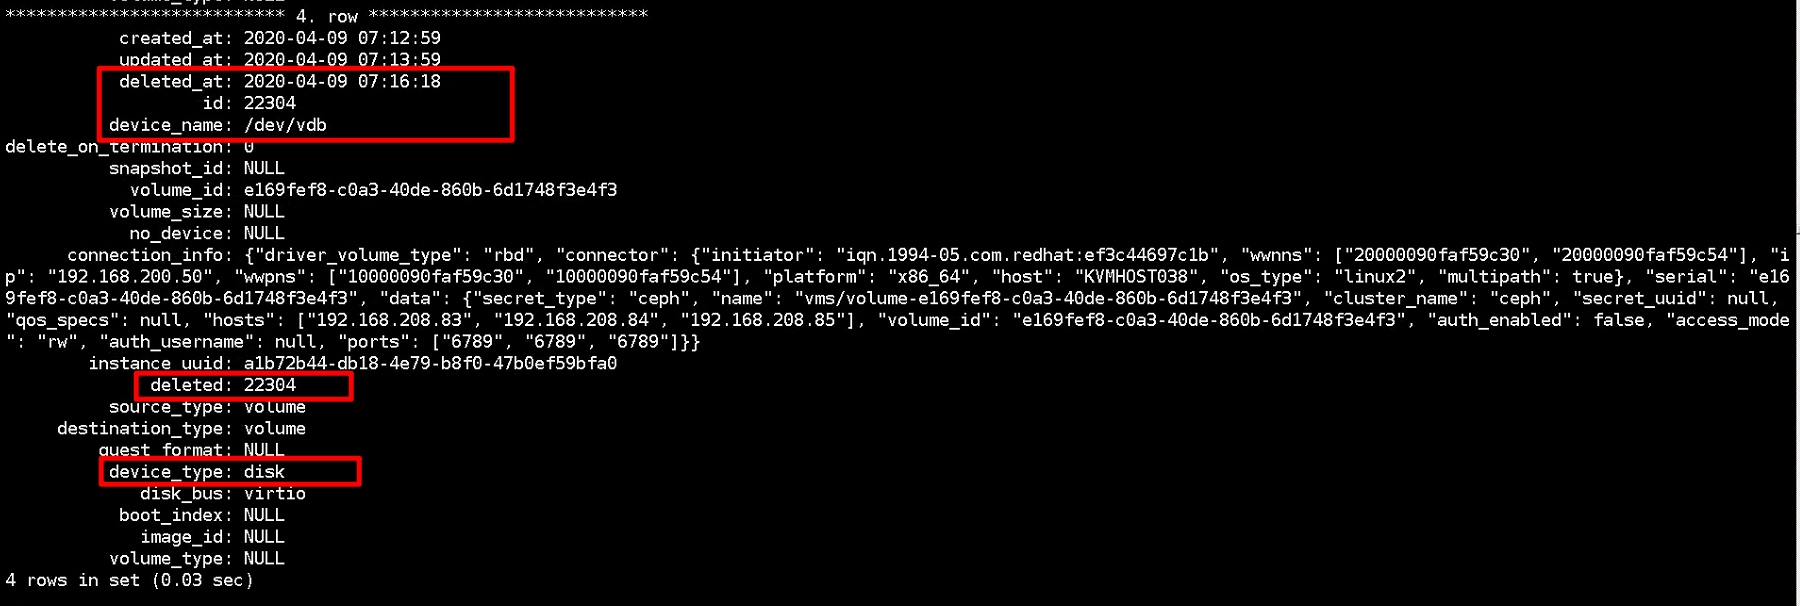 *************************** 4. row ***************************
created_at: 2020-04-09 07:12:59
updated_at: 2020-04-09 07:13:59
deleted_at: 2020-04-09 07:16:18
id: 22304
device_name: /dev/vdb
delete_on_termination: 0
snapshot_id: NULL
volume_id: e169fef8-c0a3-40de-860b-6d1748f3e4f3
volume_size: NULL
no_device: NULL
connection_info: {"driver_volume_type": "rbd", "connector": {"initiator": "iqn.1994-05.com.redhat:ef3c44697c1b", "wwnns": ["20000090faf59c30", "20000090faf59c54"], "i
p": "192.168.200.50", "wwpns": ["10000090faf59c30", "10000090faf59c54"], "platform": "x86_64", "host": "KVMHOST038", "os_type": "linux2", "multipath": true}, "serial": "e16
9fef8-c0a3-40de-860b-6d1748f3e4f3", "data": {"secret_type": "ceph", "name": "vms/volume-e169fef8-c0a3-40de-860b-6d1748f3e4f3", "cluster_name": "ceph", "secret_uuid": null,
"qos_specs": null, "hosts": ["192.168.208.83", "192.168.208.84", "192.168.208.85"], "volume_id": "e169fef8-c0a3-40de-860b-6d1748f3e4f3", "auth_enabled": false, "access_mode
": "rw", "auth_username": null, "ports": ["6789", "6789", "6789"]}}
instance_uuid: a1b72b44-db18-4e79-b8f0-47b0ef59bfa0
deleted: 22304
source_type: volume
destination_type: volume
guest_format: NULL
device_type: disk
disk_bus: virtio
boot_index: NULL
image_id: NULL
volume_type: NULL
4 rows in set (0.03 sec)